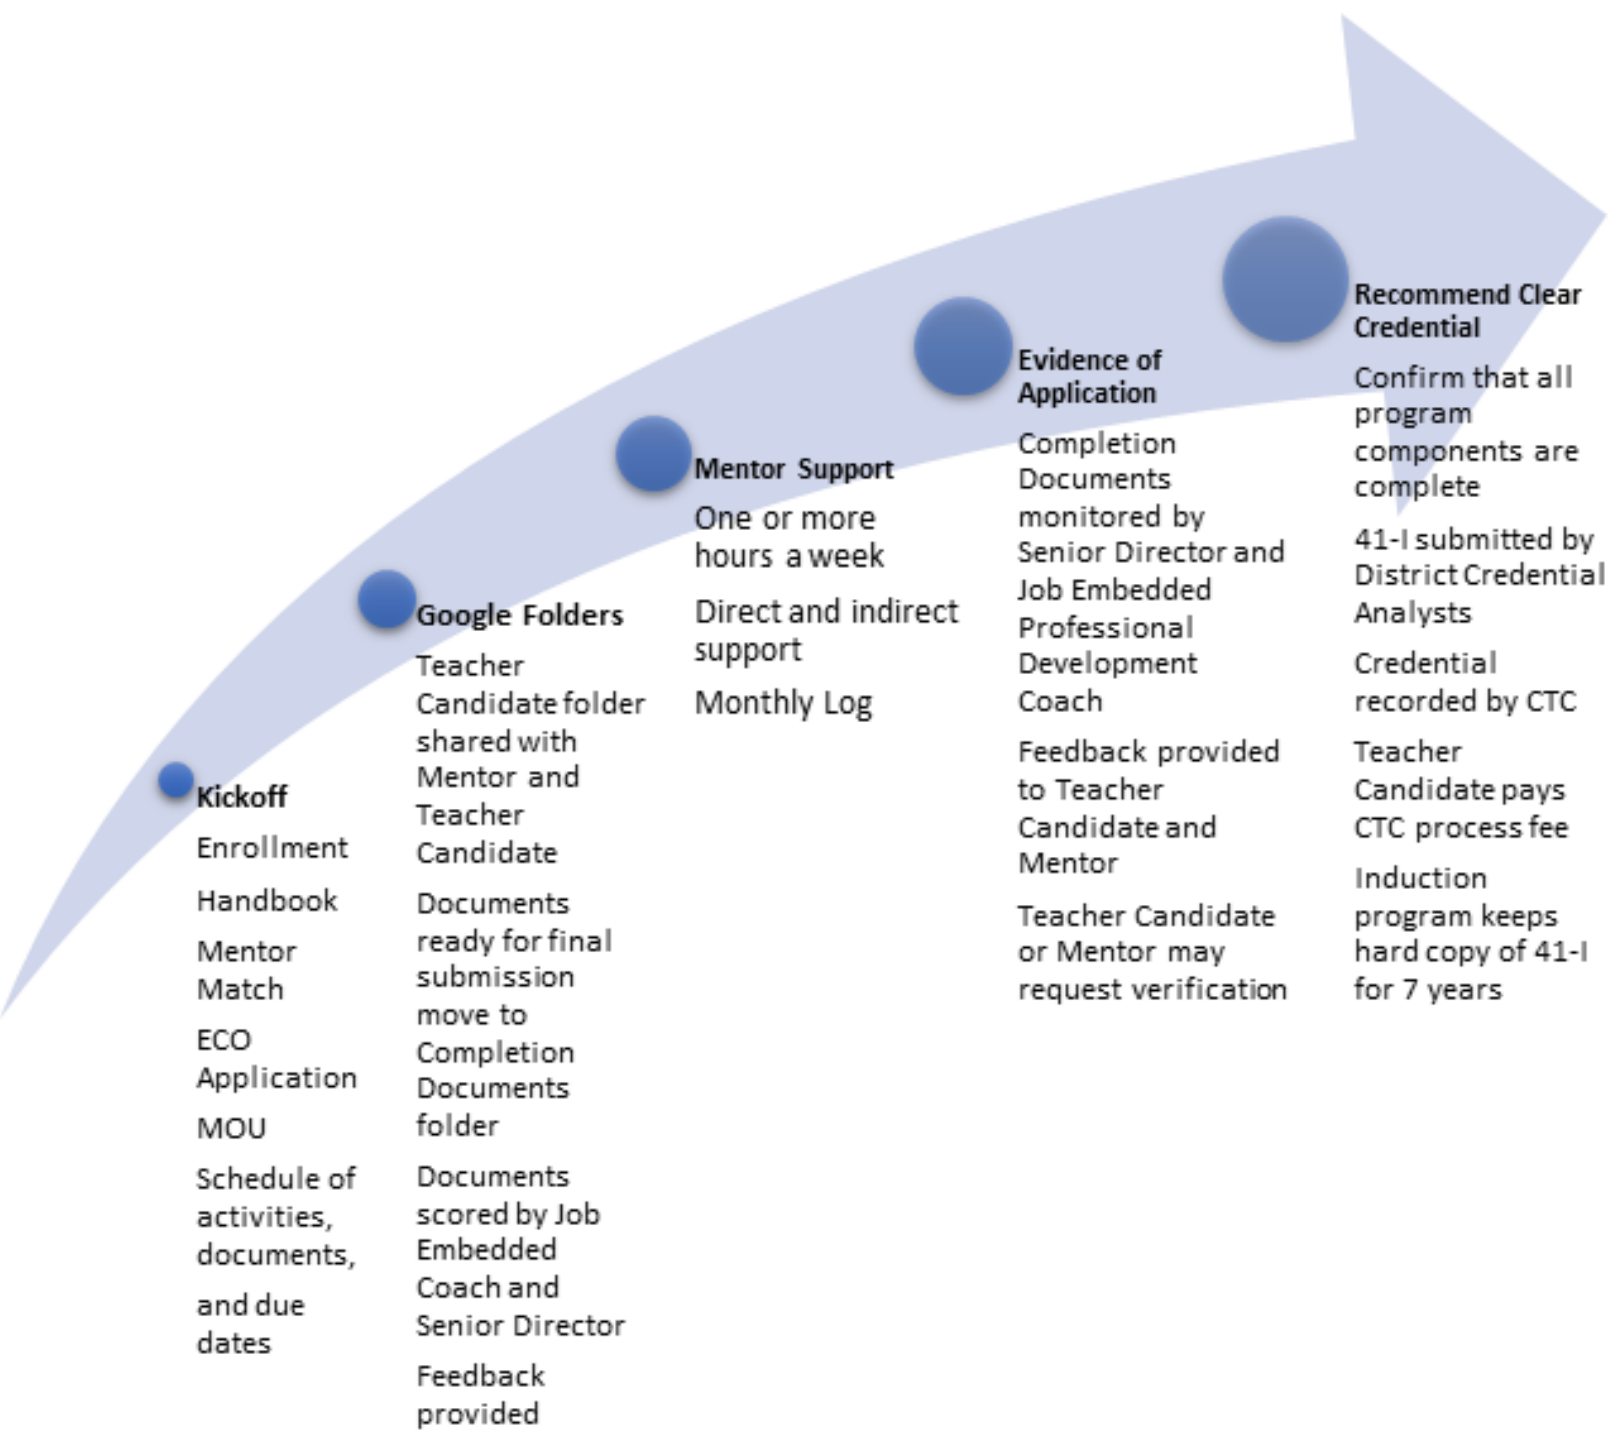 Kickoff
Enrollment
Handbook
Mentor
Match
ECO
Application
MOU
Schedule of
activities,
documents,
and due
dates
Google Folders
Teacher
Candidate folder
shared with
Mentor and
Teacher
Candidate
Documents
ready for final
submission
move to
Completion
Documents
folder
Documents
scored by Job
Embedded
Coach and
Senior Director
Feedback
provided
Mentor Support
One or more
hours a week
Direct and indirect
support
Monthly Log
Evidence of
Application
Completion
Documents
monitored by
Senior Director and
Job Embedded
Professional
Development
Coach
Feedback provided
to Teacher
Candidate and
Mentor
Teacher Candidate
or Mentor may
request verification
Recommend Clear
Credential
Confirm that all
program
components are
complete
41-I submitted by
District Credential
Analysts
Credential
recorded by CTC
Teacher
Candidate pays
CTC process fee
Induction
program keeps
hard copy of 41-I
for 7 years